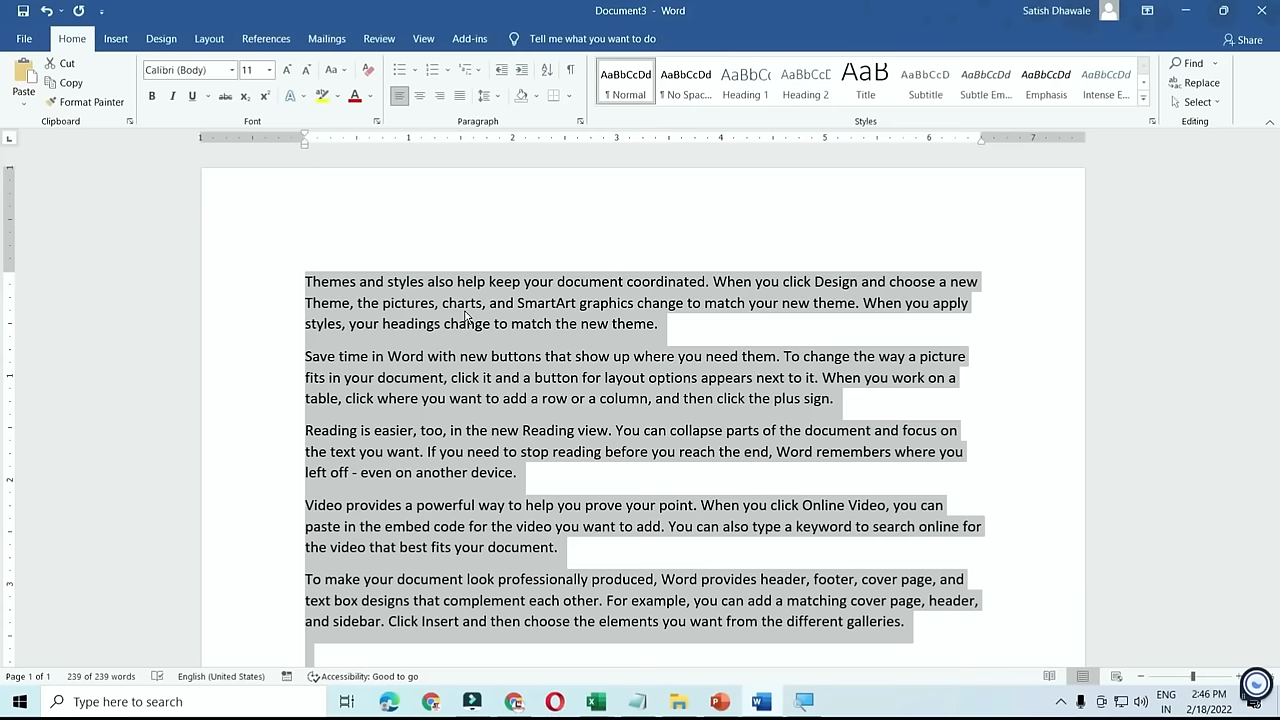 Document3 - Word
Satish Dhawale
File Home Insert Design Layout References Mailings Review View Add-ins Tell me what you want to do Share
Paste
Cut
Copy
Format Painter
Clipboard
Calibri (Body) 11
Font
Paragraph
AaBbCcDd AaBbCcDd AaBbC( AaBbCcE AaB AaBbCcD AaBbCcDd AaBbCcDd AaBbCcDd
¶ Normal ¶ No Spac... Heading 1 Heading 2 Title Subtitle Subtle Em... Emphasis Intense E...
Styles
Find
Replace
Select
Editing
1 1 2 3 4 5 6 7
Themes and styles also help keep your document coordinated. When you click Design and choose a new
Theme, the pictures, charts, and SmartArt graphics change to match your new theme. When you apply
styles, your headings change to match the new theme.
Save time in Word with new buttons that show up where you need them. To change the way a picture
fits in your document, click it and a button for layout options appears next to it. When you work on a
table, click where you want to add a row or a column, and then click the plus sign.
Reading is easier, too, in the new Reading view. You can collapse parts of the document and focus on
the text you want. If you need to stop reading before you reach the end, Word remembers where you
left off - even on another device.
Video provides a powerful way to help you prove your point. When you click Online Video, you can
paste in the embed code for the video you want to add. You can also type a keyword to search online for
the video that best fits your document.
To make your document look professionally produced, Word provides header, footer, cover page, and
text box designs that complement each other. For example, you can add a matching cover page, header,
and sidebar. Click Insert and then choose the elements you want from the different galleries.
Page 1 of 1 239 of 239 words English (United States) Accessibility: Good to go
Type here to search
ENG
IN
2:46 PM
2/18/2022